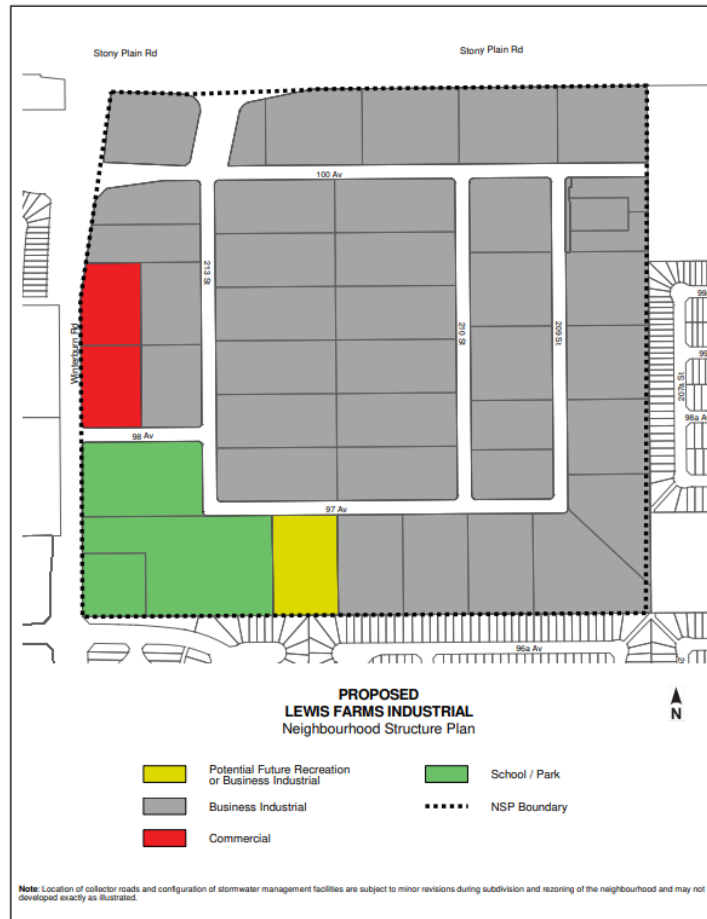 Stony Plain Rd
Stony Plain Rd
100 Av
213 St
210 St
209 St
Winterburn Rd
99
99
207a St
98a A
98 Av
97 Av
96a Av
PROPOSED
LEWIS FARMS INDUSTRIAL
Neighbourhood Structure Plan
N
Potential Future Recreation
or Business Industrial
School / Park
Business Industrial
NSP Boundary
Commercial
Note: Location of collector roads and configuration of stormwater management facilities are subject to minor revisions during subdivision and rezoning of the neighbourhood and may not
developed exactly as illustrated.